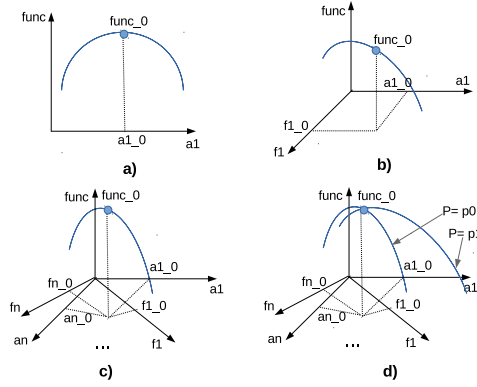 func
func_0
a1_0
a1
a)
func
func_0
a1_0
a1
f1_0
f1
b)
func
func_0
a1_0
a1
fn_0
f1_0
fn
an_0
an
f1
...
c)
func
func_0
P= p0
P= p1
a1_0
a1
fn_0
f1_0
fn
an_0
an
f1
...
d)